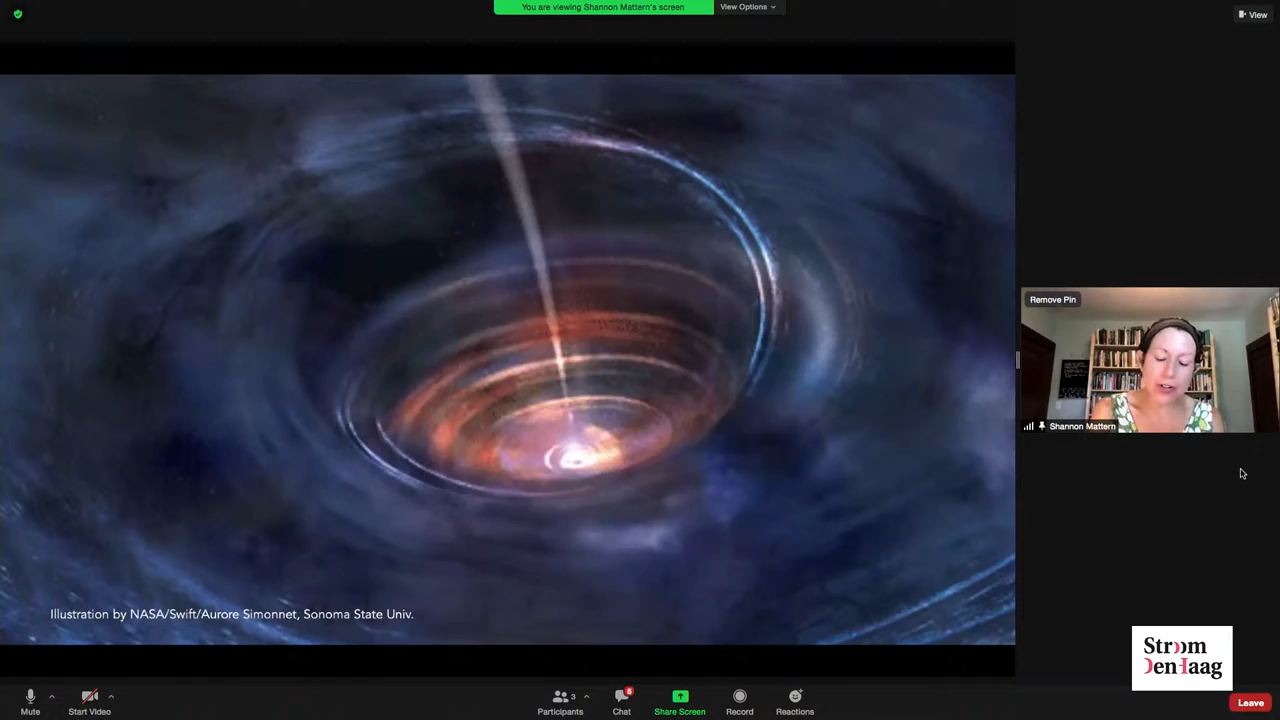 You are viewing Shannon Mattern's screen
View Options
View
Remove Pin
Shannon Mattern
Illustration by NASA/Swift/Aurore Simonnet, Sonoma State Univ.
Stroom
Den Haag
Mute
Start Video
Participants
3
Chat
Share Screen
Record
Reactions
Leave